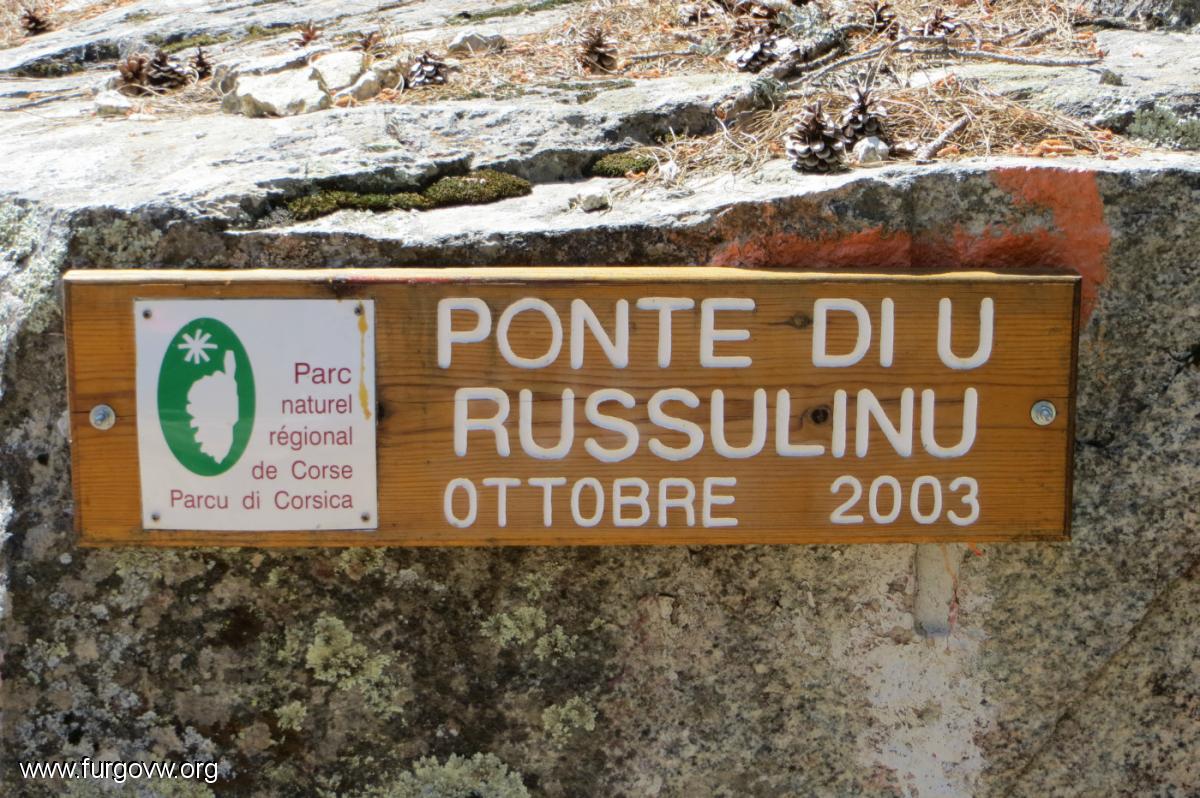 Parc
naturel
régional
de Corse
Parcu di Corsica
PONTE DI U
RUSSULINU
OTTOBRE 2003
www.furgovw.org